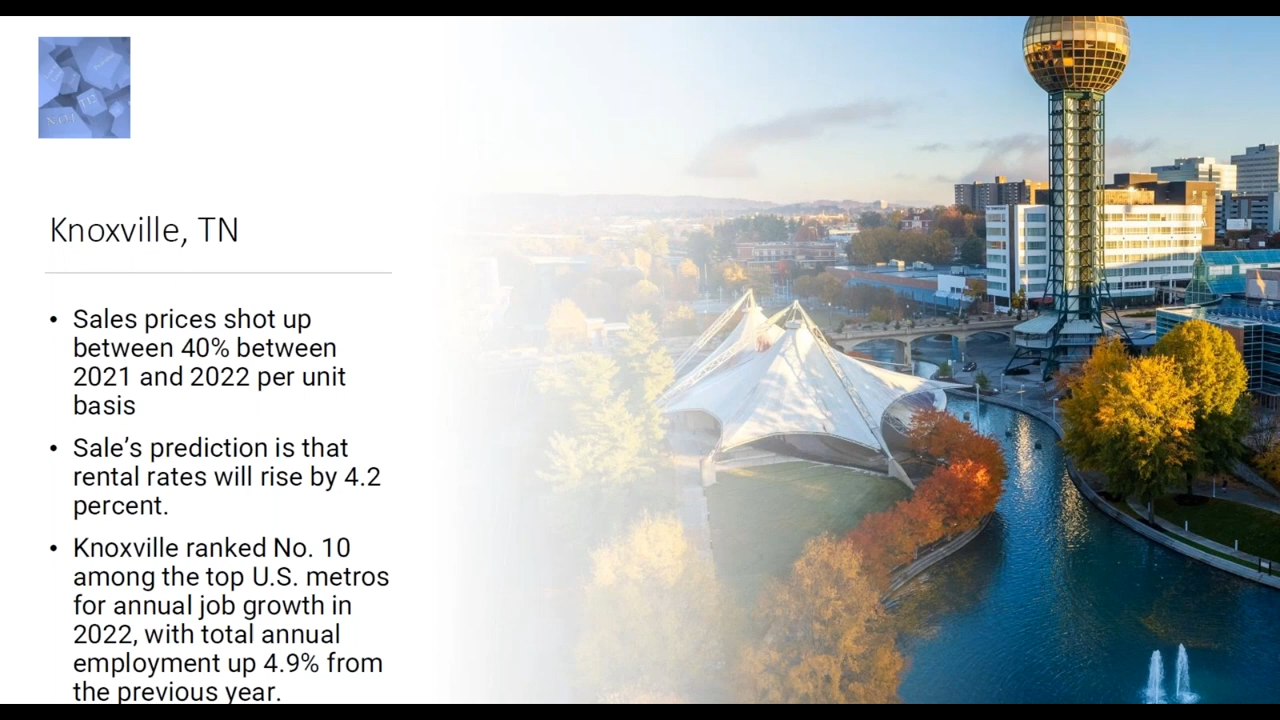 NOI
T12
Knoxville, TN
• Sales prices shot up
between 40% between
2021 and 2022 per unit
basis
• Sale's prediction is that
rental rates will rise by 4.2
percent.
• Knoxville ranked No. 10
among the top U.S. metros
for annual job growth in
2022, with total annual
employment up 4.9% from
the previous year.